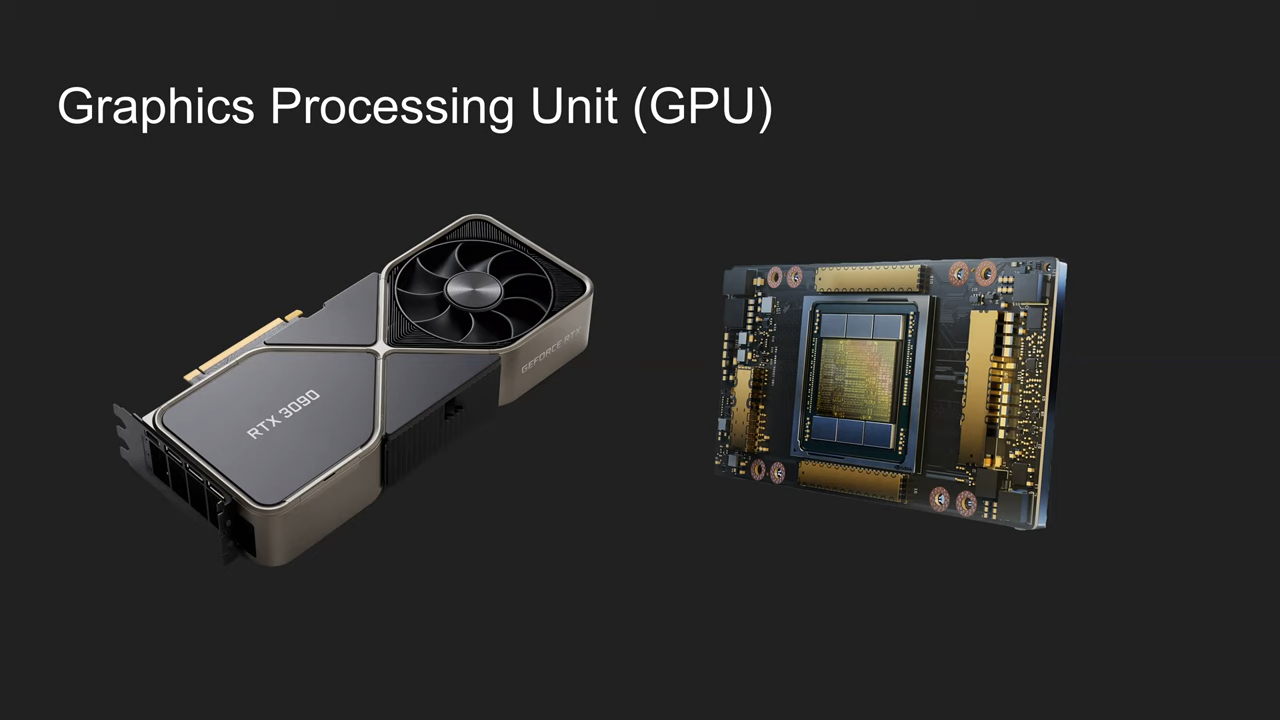 Graphics Processing Unit (GPU)
RTX 3090
GEFORCE RTX